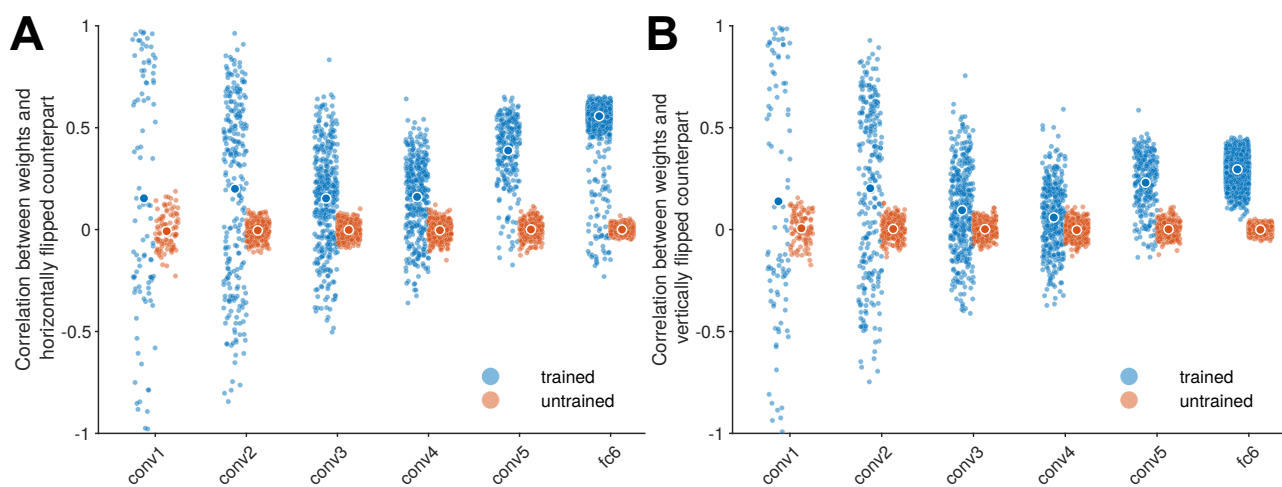 A
Correlation between weights and
horizontally flipped counterpart
1
0.5
0
-0.5
-1
trained
untrained
conv1
conv2
conv3
conv4
conv5
fc6
B
Correlation between weights and
vertically flipped counterpart
1
0.5
0
-0.5
-1
trained
untrained
conv1
conv2
conv3
conv4
conv5
fc6